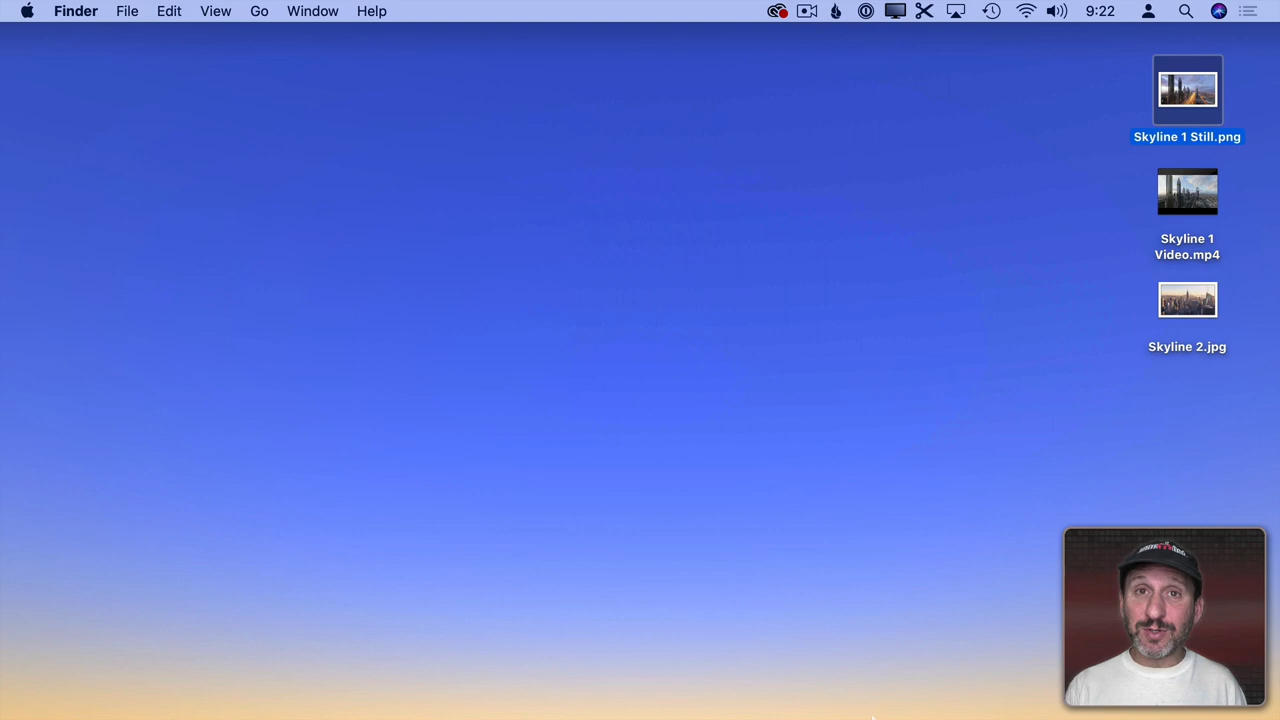 Finder File Edit View Go Window Help 9:22
Skyline 1 Still.png
Skyline 1
Video.mp4
Skyline 2.jpg